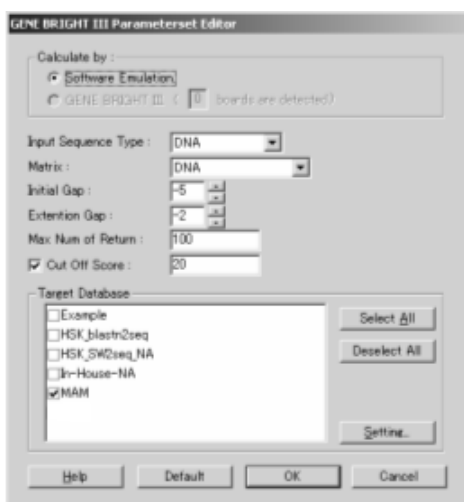 GENE BRIGHT III Parameterset Editor
Calculate by :
Software Emulation
GENE BRIGHT III ( 0 boards are detected)
Input Sequence Type : DNA
Matrix : DNA
Initial Gap : -5
Extention Gap : -2
Max Num of Return : 100
Cut Off Score : 20
Target Database
Example
HSK_blastn2seq
HSK_SW2seq_NA
In-House-NA
MAM
Select All
Deselect All
Setting...
Help Default OK Cancel